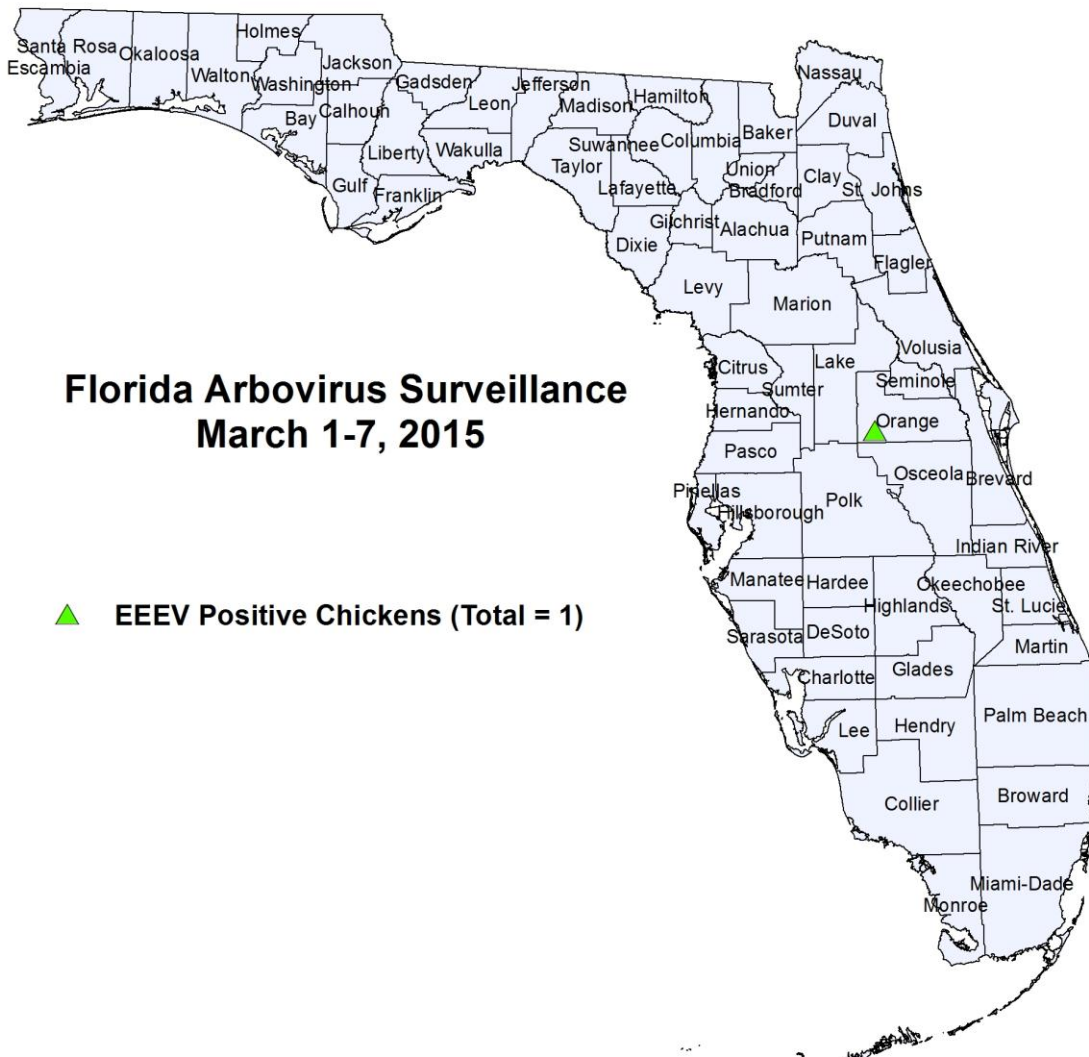 Holmes
Santa Rosa
Okaloosa
Jackson
Escambia
Walton
Washington
Gadsden
Jefferson
Nassau
Leon
Madison
Hamilton
Calhoun
Bay
Duval
Baker
Columbia
Suwannee
Wakulla
Liberty
Taylor
Union
Clay
Gulf
Franklin
Lafayette
Bradford
St. Johns
Gilchrist
Alachua
Putnam
Dixie
Flagler
Levy
Marion
Volusia
Lake
Citrus
Seminole
Sumter
Florida Arbovirus Surveillance
March 1-7, 2015
Hernando
Orange
Pasco
Osceola
Brevard
Pinellas
Polk
Hillsborough
Indian River
Manatee
Hardee
Okeechobee
Highlands
St. Lucie
EEEV Positive Chickens (Total = 1)
Sarasota
DeSoto
Martin
Charlotte
Glades
Palm Beach
Lee
Hendry
Collier
Broward
Miami-Dade
Monroe